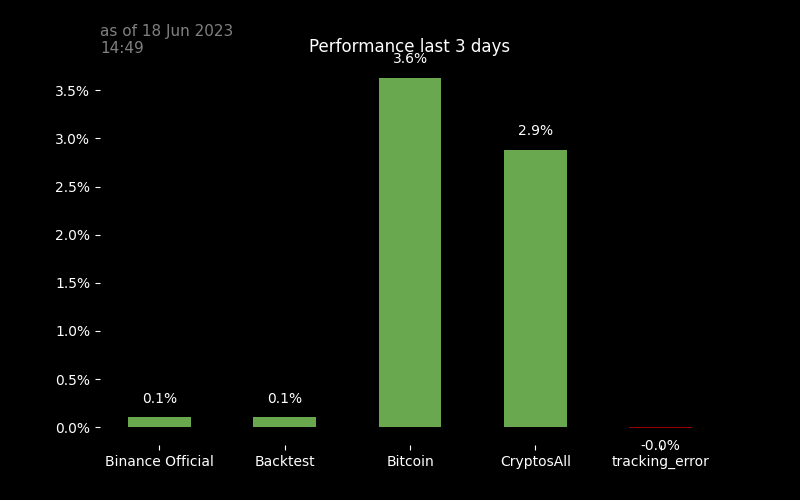 as of 18 Jun 2023
14:49
Performance last 3 days
3.6%
3.5%
3.0%
2.9%
2.5%
2.0%
1.5%
1.0%
0.5%
0.1%
0.1%
0.0%
-0.0%
Binance Official
Backtest
Bitcoin
CryptosAll
tracking_error